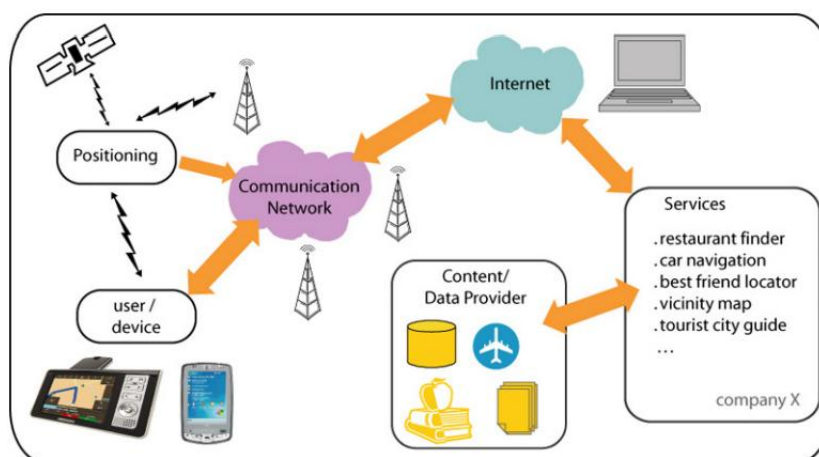 Positioning
Communication
Network
Internet
user /
device
Content/
Data Provider
Services
.restaurant finder
.car navigation
.best friend locator
.vicinity map
.tourist city guide
...
company X